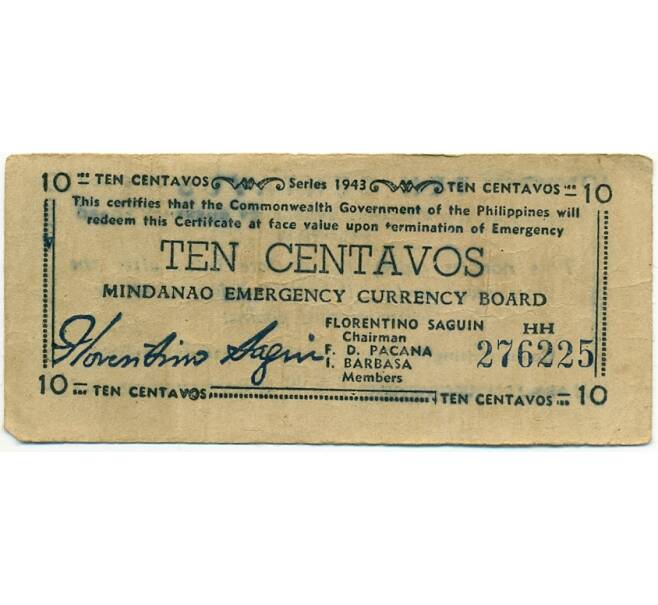 10 TEN CENTAVOS Series 1943 TEN CENTAVOS 10
This certifies that the Commonwealth Government of the Philippines will
redeem this Certifcate at face value upon termination of Emergency
TEN CENTAVOS
MINDANAO EMERGENCY CURRENCY BOARD
Florentino Saguin
FLORENTINO SAGUIN
Chairman
F. D. PACANA
I. BARBASA
Members
HH
276225
10 TEN CENTAVOS TEN CENTAVOS 10